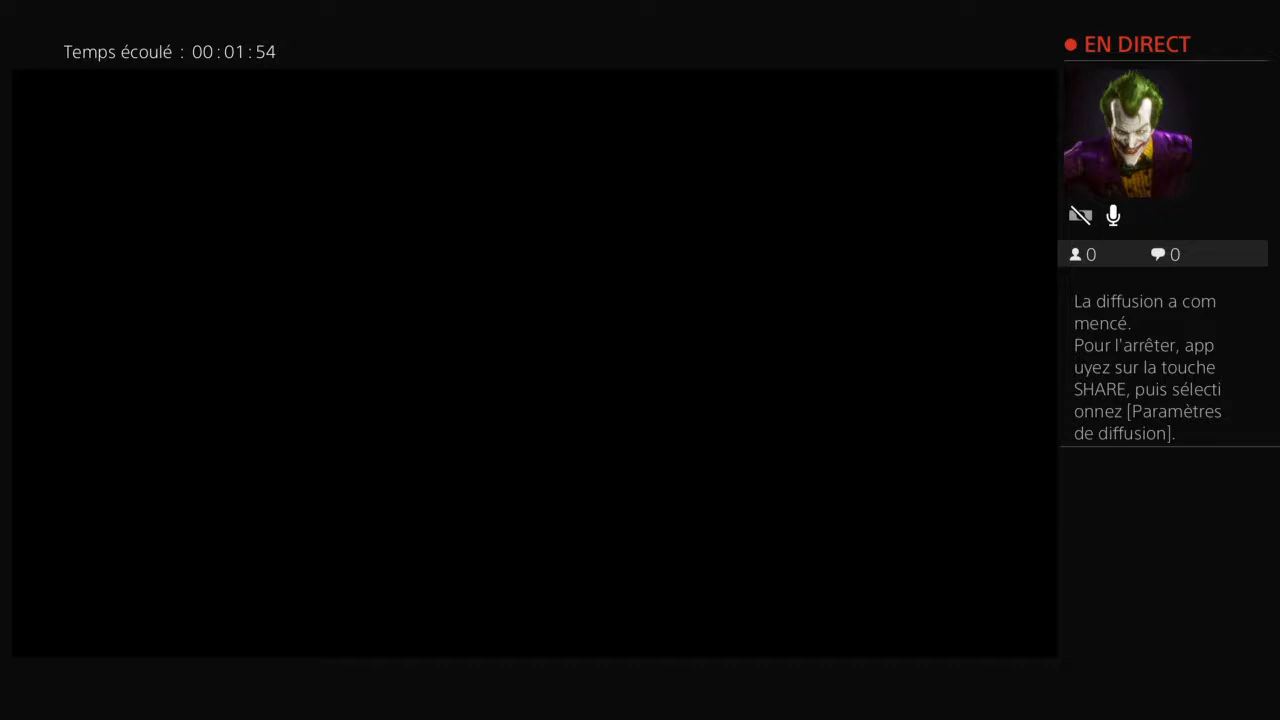 Temps écoulé : 00:01:54
EN DIRECT
0 0
La diffusion a com
mencé.
Pour l'arrêter, app
uyez sur la touche
SHARE, puis sélecti
onnez [Paramètres
de diffusion].